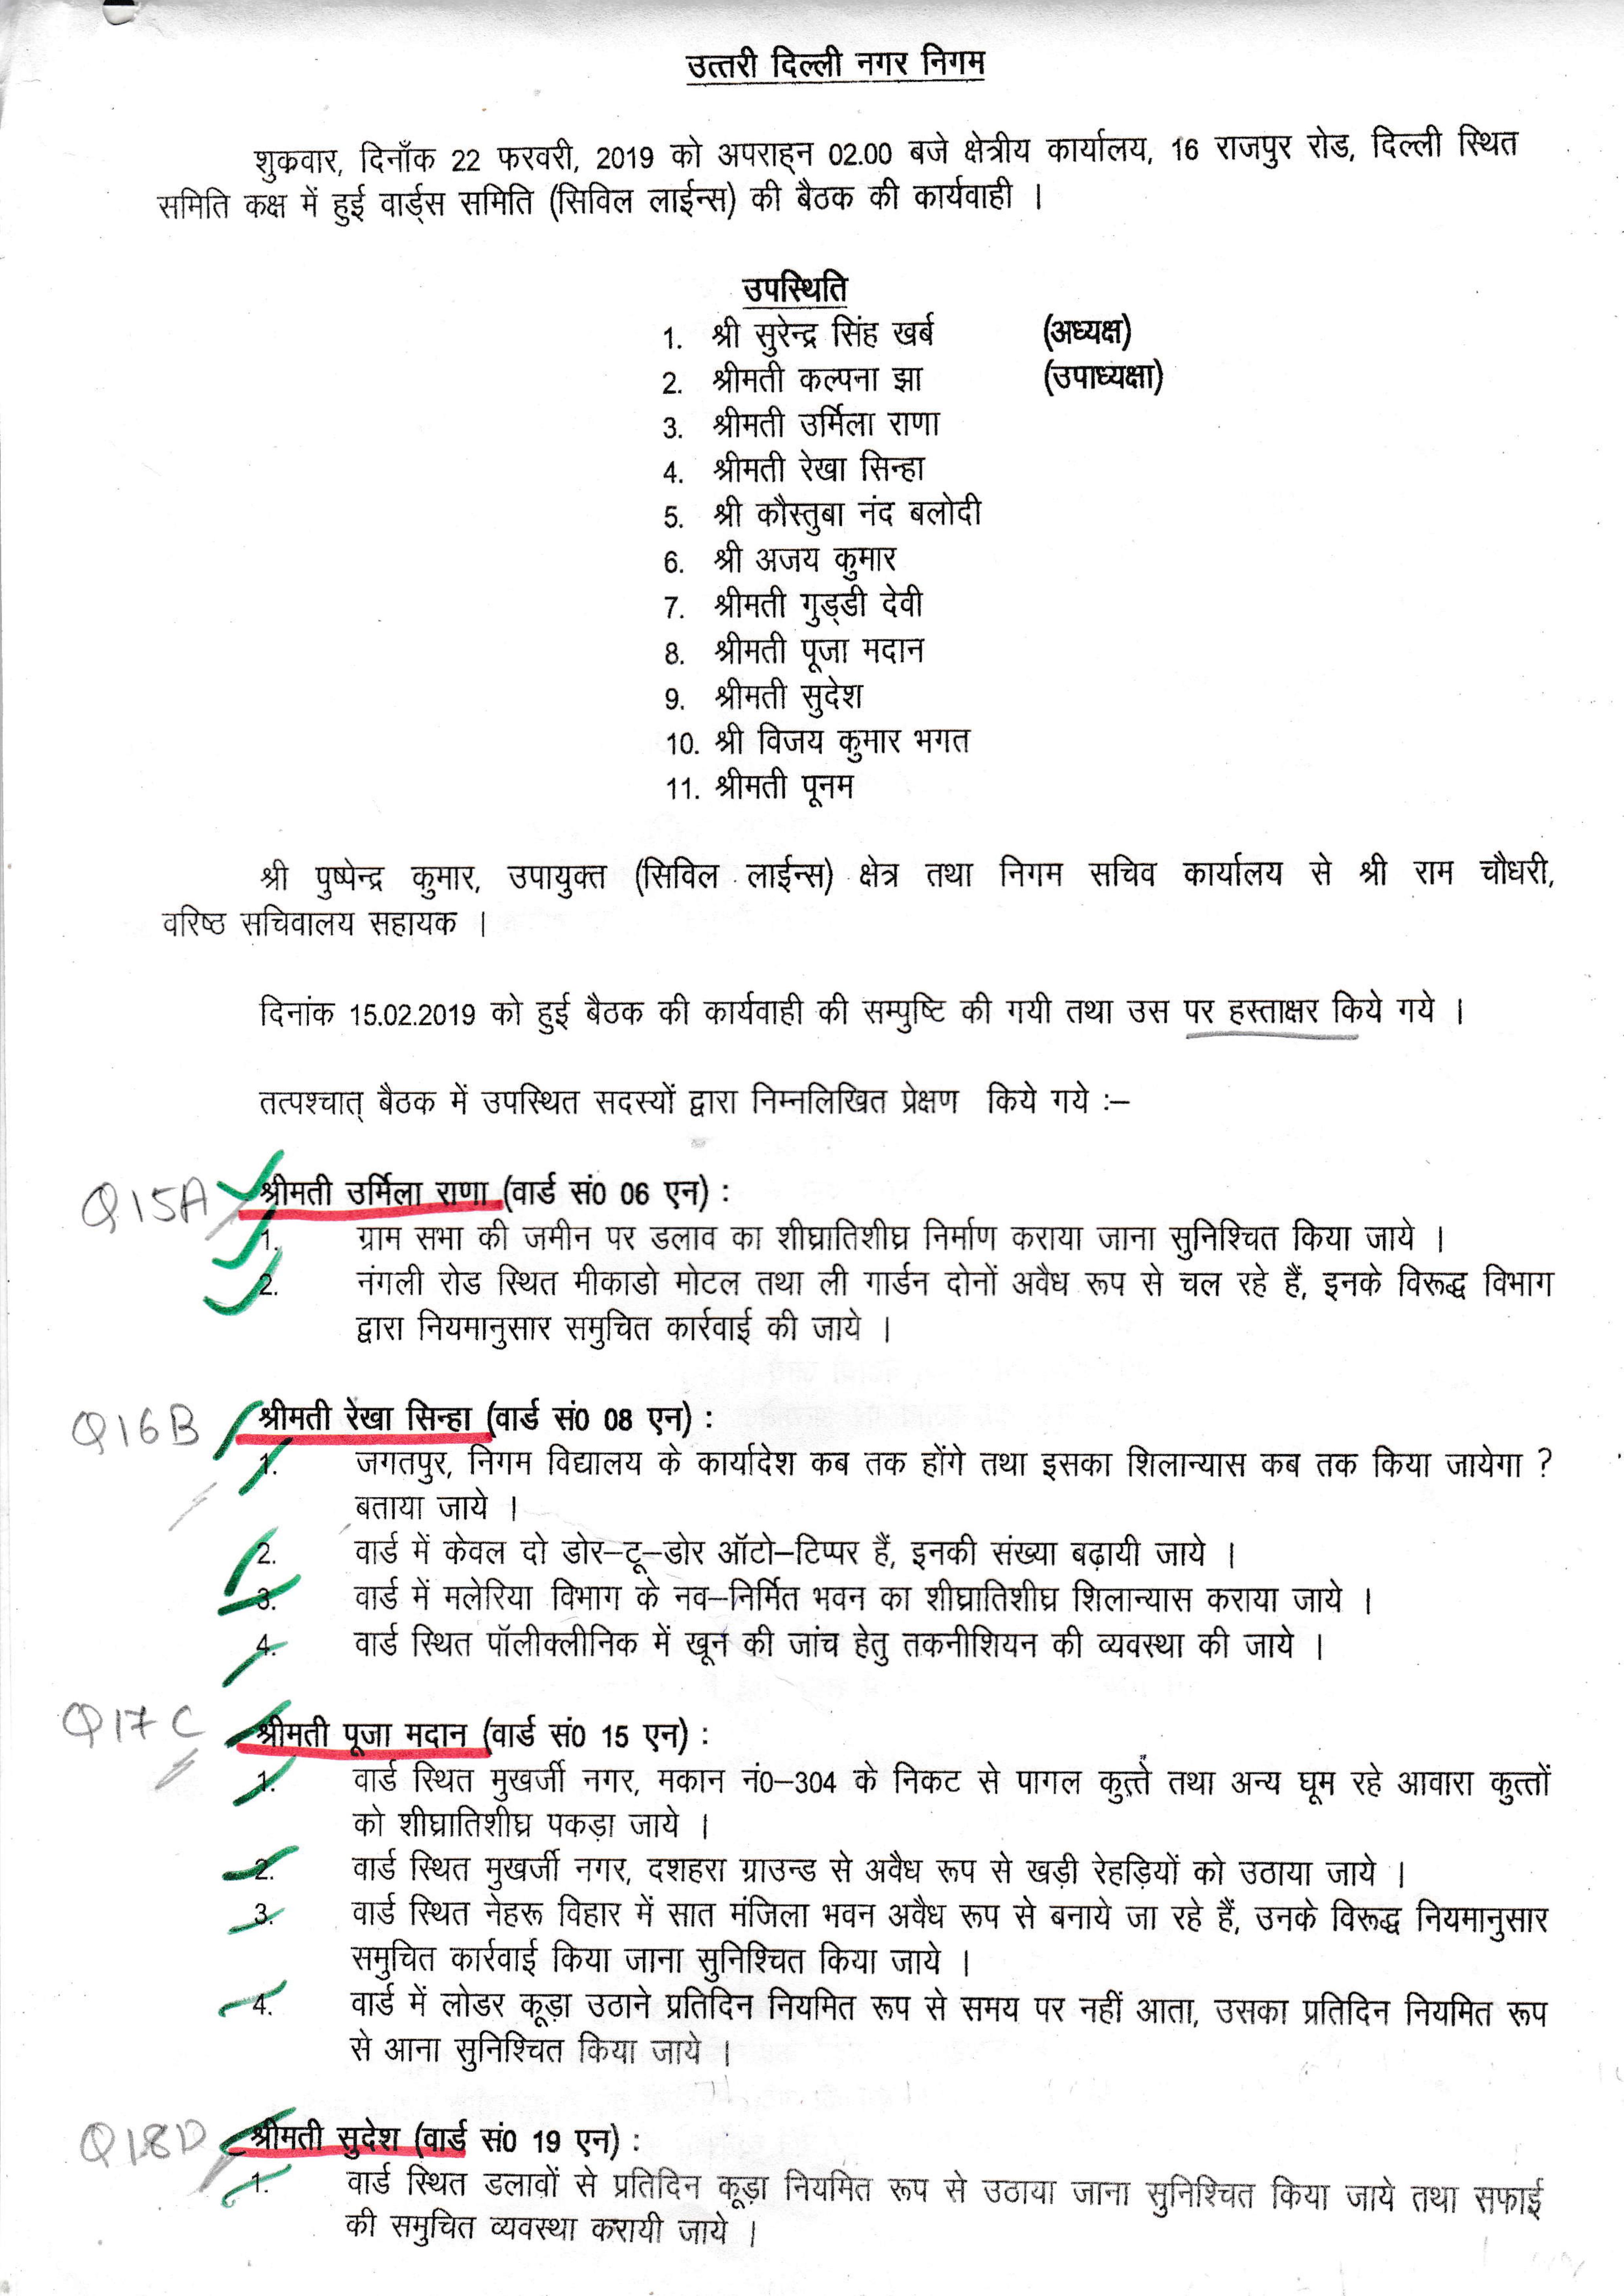 उत्तरी दिल्ली नगर निगम
शुक्रवार, दिनाँक 22 फरवरी, 2019 को अपराह्न 02.00 बजे क्षेत्रीय कार्यालय, 16 राजपुर रोड, दिल्ली स्थित
समिति कक्ष में हुई वार्ड्स समिति (सिविल लाईन्स) की बैठक की कार्यवाही ।
उपस्थिति
1. श्री सुरेन्द्र सिंह खर्ब (अध्यक्ष)
2. श्रीमती कल्पना झा (उपाध्यक्षा)
3. श्रीमती उर्मिला राणा
4. श्रीमती रेखा सिन्हा
5. श्री कौस्तुबा नंद बलोदी
6. श्री अजय कुमार
7. श्रीमती गुड्डी देवी
8. श्रीमती पूजा मदान
9. श्रीमती सुदेश
10. श्री विजय कुमार भगत
11. श्रीमती पूनम
श्री पुष्पेन्द्र कुमार, उपायुक्त (सिविल लाईन्स) क्षेत्र तथा निगम सचिव कार्यालय से श्री राम चौधरी,
वरिष्ठ सचिवालय सहायक ।
दिनांक 15.02.2019 को हुई बैठक की कार्यवाही की सम्पुष्टि की गयी तथा उस पर हस्ताक्षर किये गये ।
तत्पश्चात् बैठक में उपस्थित सदस्यों द्वारा निम्नलिखित प्रेक्षण किये गये :–
Q15A श्रीमती उर्मिला राणा (वार्ड सं0 06 एन) :
1. ग्राम सभा की जमीन पर डलाव का शीघ्रातिशीघ्र निर्माण कराया जाना सुनिश्चित किया जाये ।
2. नंगली रोड स्थित मीकाडो मोटल तथा ली गार्डन दोनों अवैध रूप से चल रहे हैं, इनके विरूद्ध विभाग
द्वारा नियमानुसार समुचित कार्रवाई की जाये ।
Q16B श्रीमती रेखा सिन्हा (वार्ड सं0 08 एन) :
1. जगतपुर, निगम विद्यालय के कार्यादेश कब तक होंगे तथा इसका शिलान्यास कब तक किया जायेगा ?
बताया जाये ।
2. वार्ड में केवल दो डोर–टू–डोर ऑटो–टिप्पर हैं, इनकी संख्या बढ़ायी जाये ।
3. वार्ड में मलेरिया विभाग के नव–निर्मित भवन का शीघ्रातिशीघ्र शिलान्यास कराया जाये ।
4. वार्ड स्थित पॉलीक्लीनिक में खून की जांच हेतु तकनीशियन की व्यवस्था की जाये ।
Q17C श्रीमती पूजा मदान (वार्ड सं0 15 एन) :
1. वार्ड स्थित मुखर्जी नगर, मकान नं0–304 के निकट से पागल कुत्ते तथा अन्य घूम रहे आवारा कुत्तों
को शीघ्रातिशीघ्र पकड़ा जाये ।
2. वार्ड स्थित मुखर्जी नगर, दशहरा ग्राउन्ड से अवैध रूप से खड़ी रेहड़ियों को उठाया जाये ।
3. वार्ड स्थित नेहरू विहार में सात मंजिला भवन अवैध रूप से बनाये जा रहे हैं, उनके विरूद्ध नियमानुसार
समुचित कार्रवाई किया जाना सुनिश्चित किया जाये ।
4. वार्ड में लोडर कूड़ा उठाने प्रतिदिन नियमित रूप से समय पर नहीं आता, उसका प्रतिदिन नियमित रूप
से आना सुनिश्चित किया जाये ।
Q18D श्रीमती सुदेश (वार्ड सं0 19 एन) :
1. वार्ड स्थित डलावों से प्रतिदिन कूड़ा नियमित रूप से उठाया जाना सुनिश्चित किया जाये तथा सफाई
की समुचित व्यवस्था करायी जाये ।